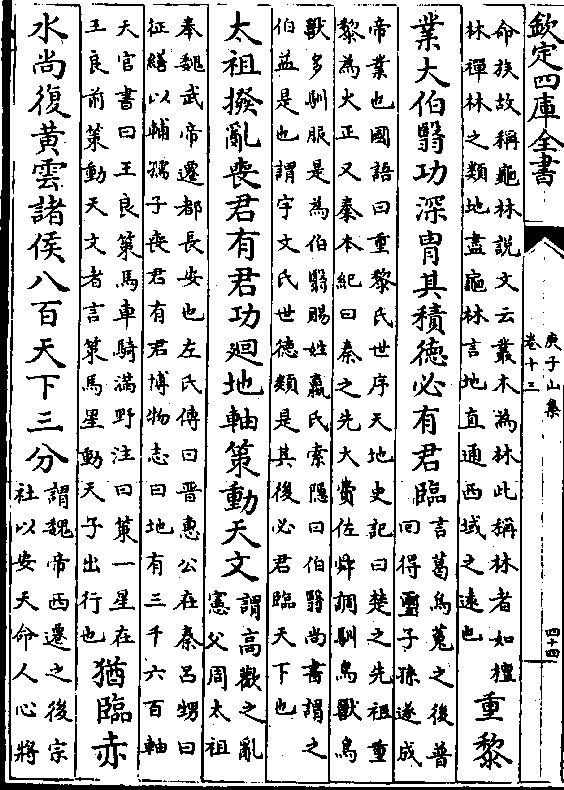 欽定四庫全書
庾子山集
卷十三
四十四
命族故稱龜林說文云叢木為林此稱林者如檀
林禪林之類地盡龜林言地直通西域之遠也
重黎
業大伯翳功深胄其積德必有君臨
言葛烏菟之後普
回得璽子孫遂成
帝業也國語曰重黎氏世序天地史記曰楚之先祖重
黎為火正又秦本紀曰秦之先大費佐舜調馴鳥獸鳥
獸多馴服是為伯翳賜姓嬴氏索隱曰伯翳尚書謂之
伯益是也謂宇文氏世德類是其後必君臨天下也
太祖撥亂喪君有君功迴地軸策動天文
謂高歡之亂
憲父周太祖
奉魏武帝遷都長安也左氏傳曰晉惠公在秦呂甥曰
征繕以輔孺子喪君有君博物志曰地有三千六百軸
天官書曰王良策馬車騎滿野注曰策一星在
王良前策動天文者言策馬星動天子出行也
猶臨赤
水尚復黃雲諸侯八百天下三分
謂魏帝西遷之後宗
社以安天命人心將